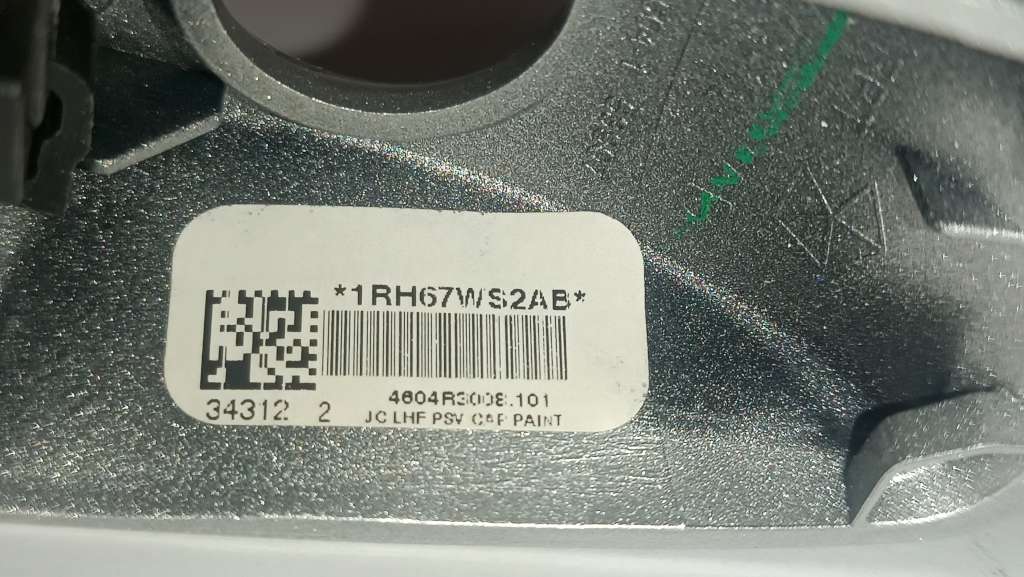 *1RH67WS2AB*
4604R3008.101
34312 2
JC LHF PSV CAP PAINT